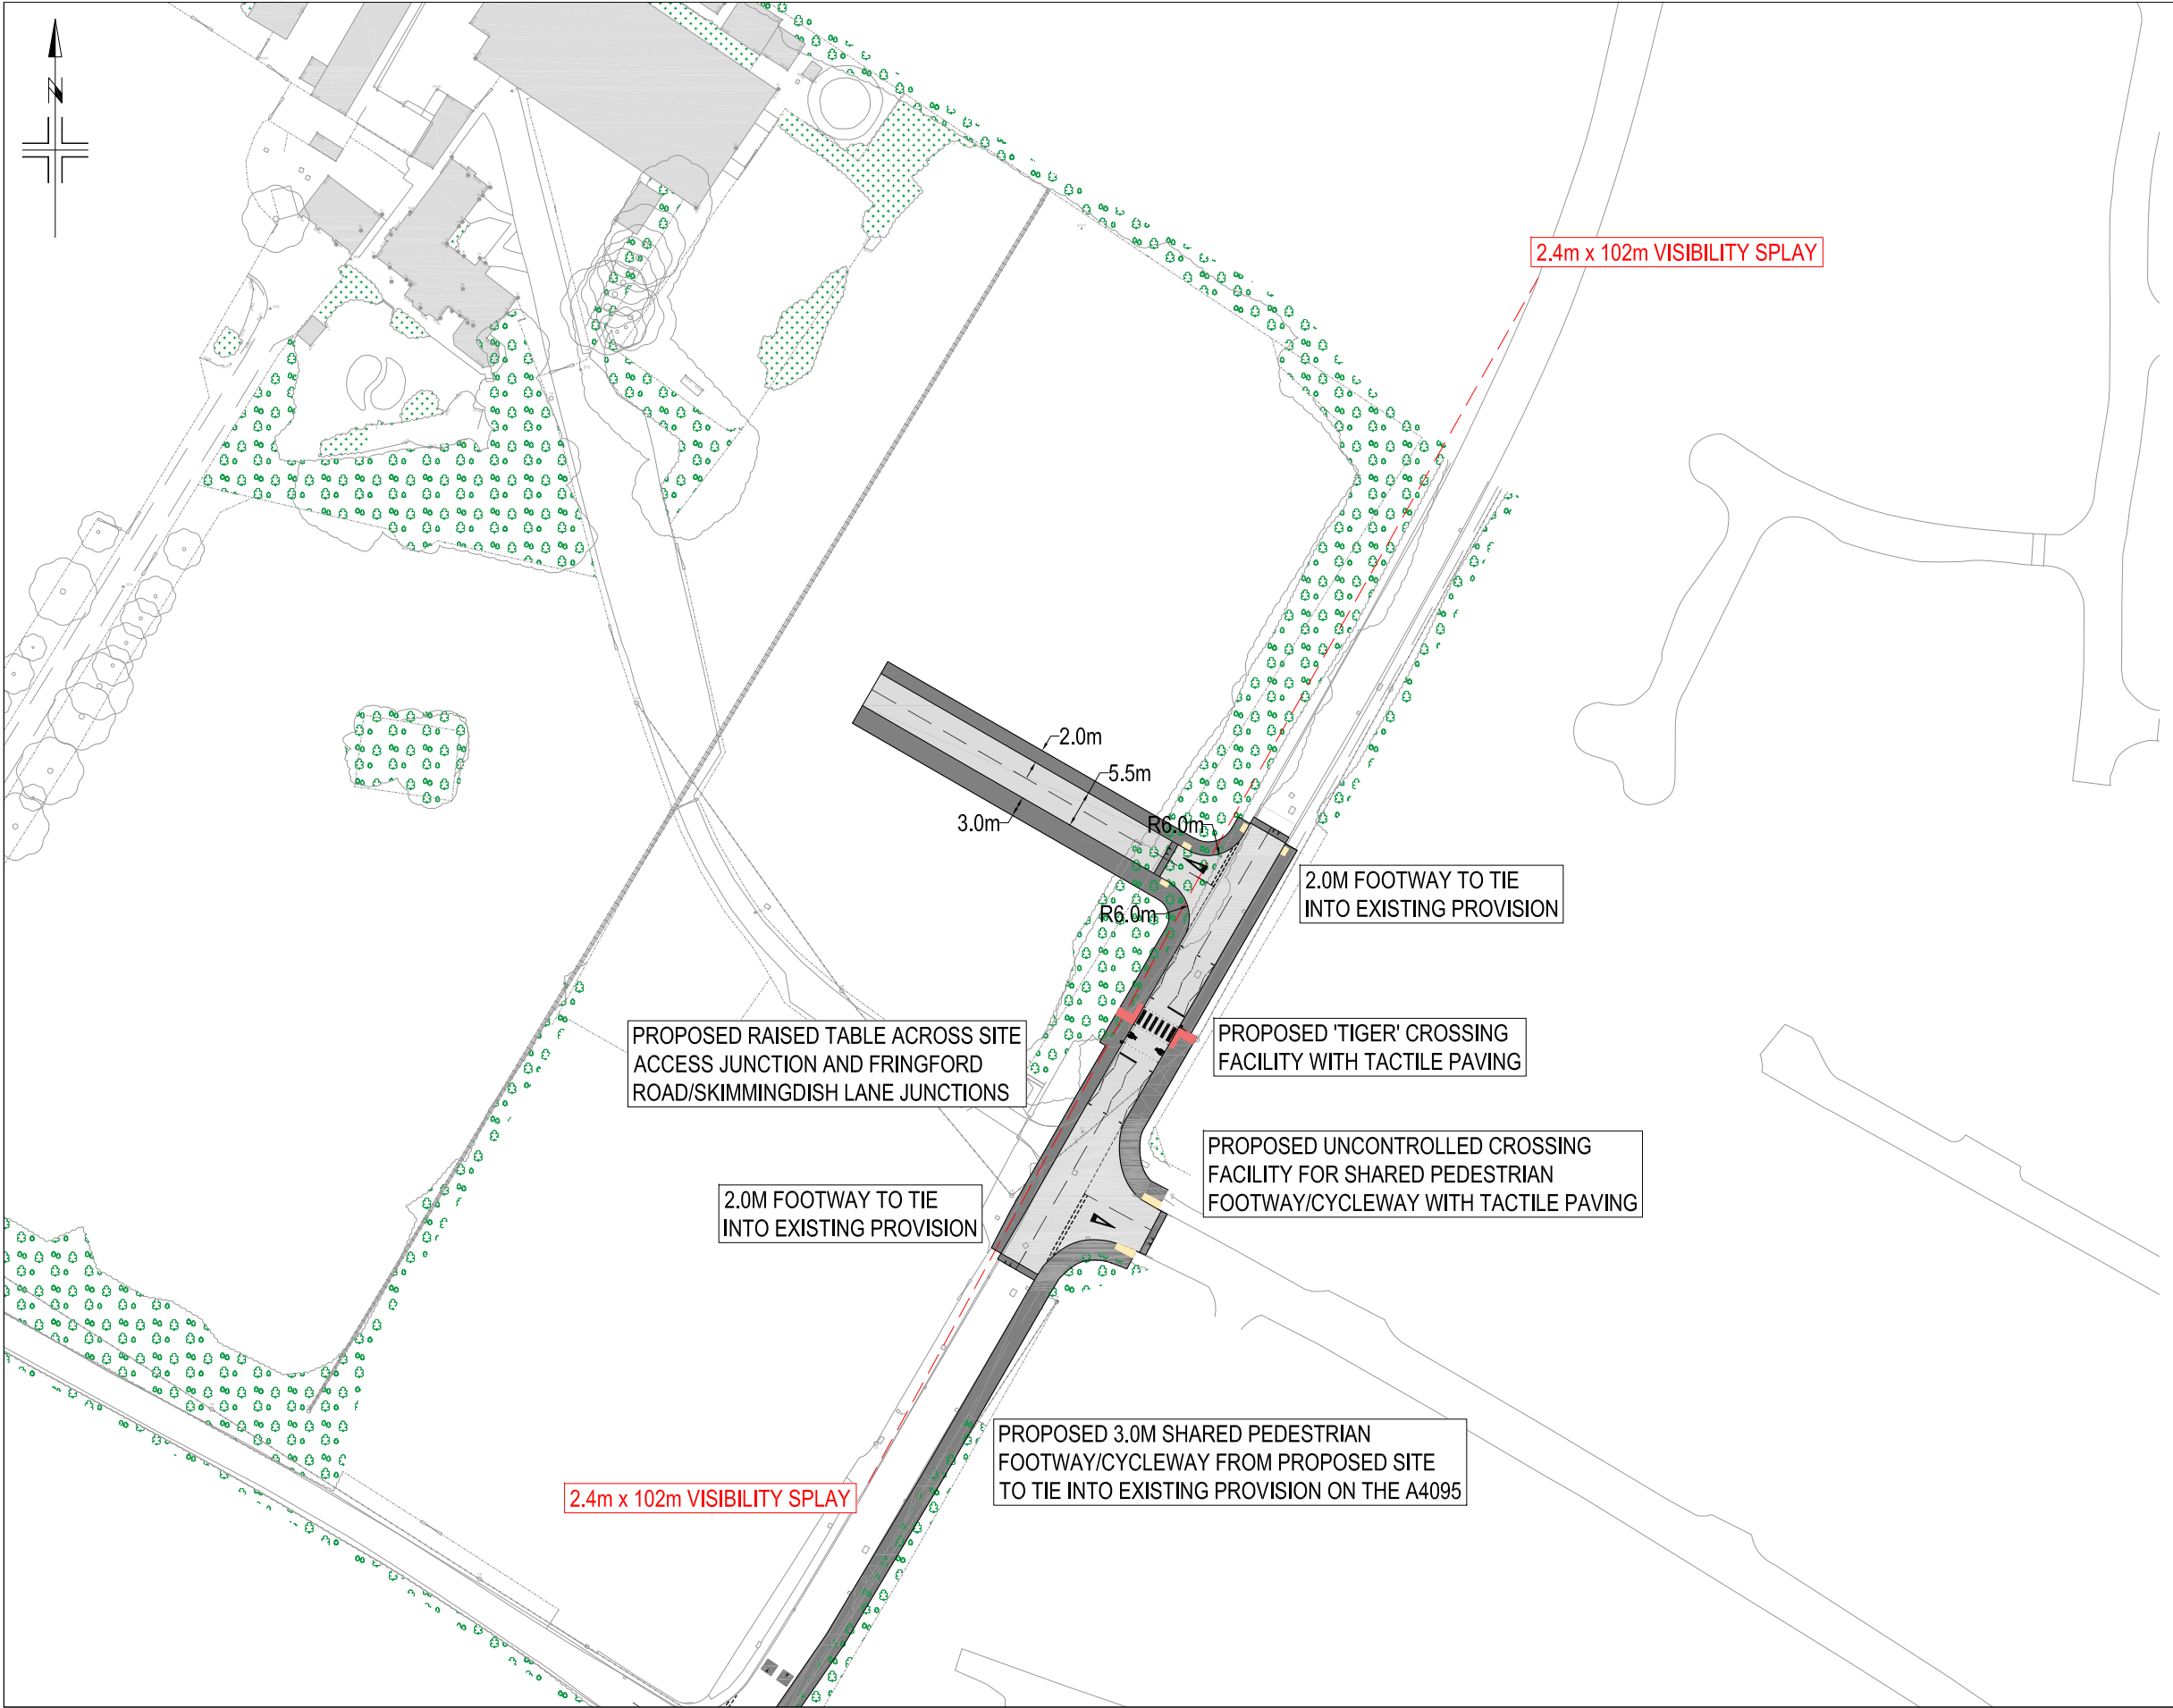 N
2.4m x 102m VISIBILITY SPLAY
2.0m
5.5m
3.0m
R6.0m
R6.0m
2.0M FOOTWAY TO TIE
INTO EXISTING PROVISION
PROPOSED RAISED TABLE ACROSS SITE
ACCESS JUNCTION AND FRINGFORD
ROAD/SKIMMINGDISH LANE JUNCTIONS
PROPOSED 'TIGER' CROSSING
FACILITY WITH TACTILE PAVING
PROPOSED UNCONTROLLED CROSSING
FACILITY FOR SHARED PEDESTRIAN
FOOTWAY/CYCLEWAY WITH TACTILE PAVING
2.0M FOOTWAY TO TIE
INTO EXISTING PROVISION
PROPOSED 3.0M SHARED PEDESTRIAN
FOOTWAY/CYCLEWAY FROM PROPOSED SITE
TO TIE INTO EXISTING PROVISION ON THE A4095
2.4m x 102m VISIBILITY SPLAY